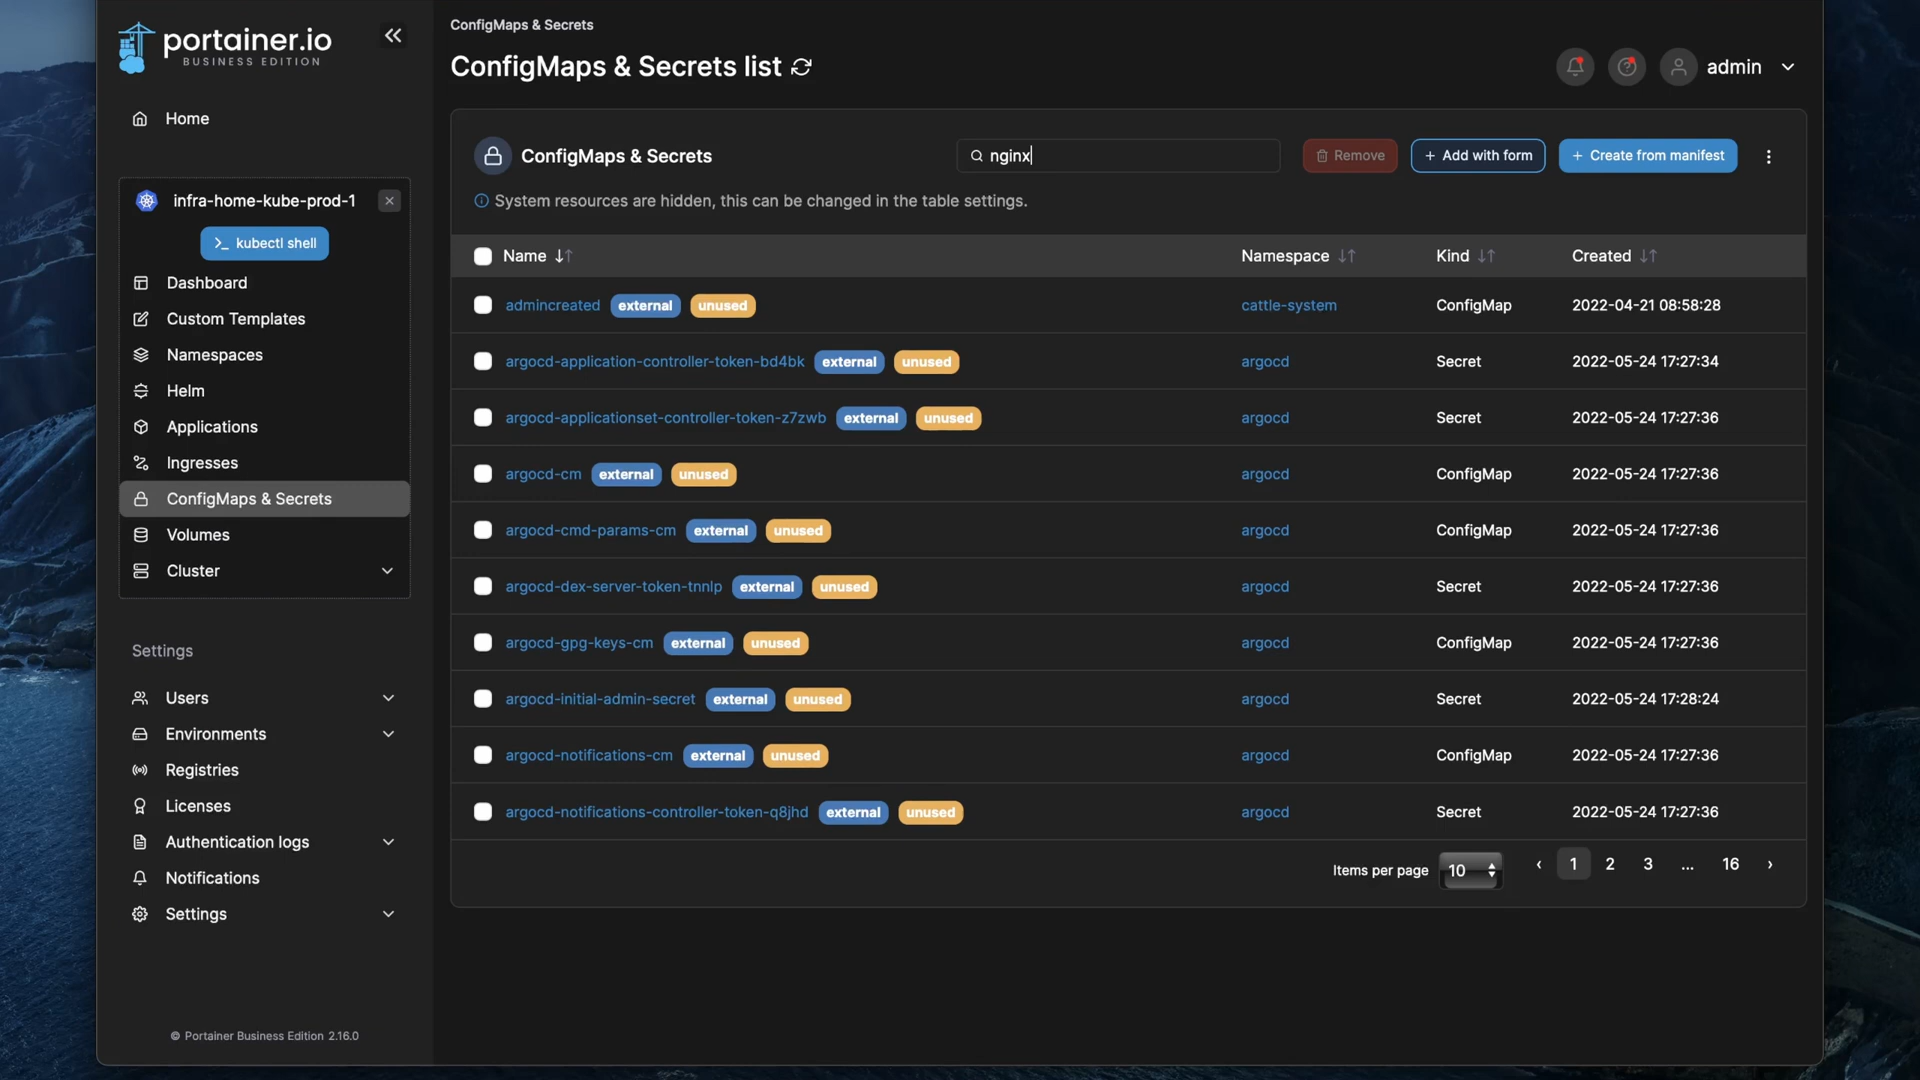 portainer.io
BUSINESS EDITION
Home
infra-home-kube-prod-1
kubectl shell
Dashboard
Custom Templates
Namespaces
Helm
Applications
Ingresses
ConfigMaps & Secrets
Volumes
Cluster
Settings
Users
Environments
Registries
Licenses
Authentication logs
Notifications
Settings
© Portainer Business Edition 2.16.0
ConfigMaps & Secrets
ConfigMaps & Secrets list
admin
ConfigMaps & Secrets
nginx
Remove
+ Add with form
+ Create from manifest
System resources are hidden, this can be changed in the table settings.
Name Namespace Kind Created
admincreated external unused cattle-system ConfigMap 2022-04-21 08:58:28
argocd-application-controller-token-bd4bk external unused argocd Secret 2022-05-24 17:27:34
argocd-applicationset-controller-token-z7zwb external unused argocd Secret 2022-05-24 17:27:36
argocd-cm external unused argocd ConfigMap 2022-05-24 17:27:36
argocd-cmd-params-cm external unused argocd ConfigMap 2022-05-24 17:27:36
argocd-dex-server-token-tnnlp external unused argocd Secret 2022-05-24 17:27:36
argocd-gpg-keys-cm external unused argocd ConfigMap 2022-05-24 17:27:36
argocd-initial-admin-secret external unused argocd Secret 2022-05-24 17:28:24
argocd-notifications-cm external unused argocd ConfigMap 2022-05-24 17:27:36
argocd-notifications-controller-token-q8jhd external unused argocd Secret 2022-05-24 17:27:36
Items per page 10 ‹ 1 2 3 ... 16 ›